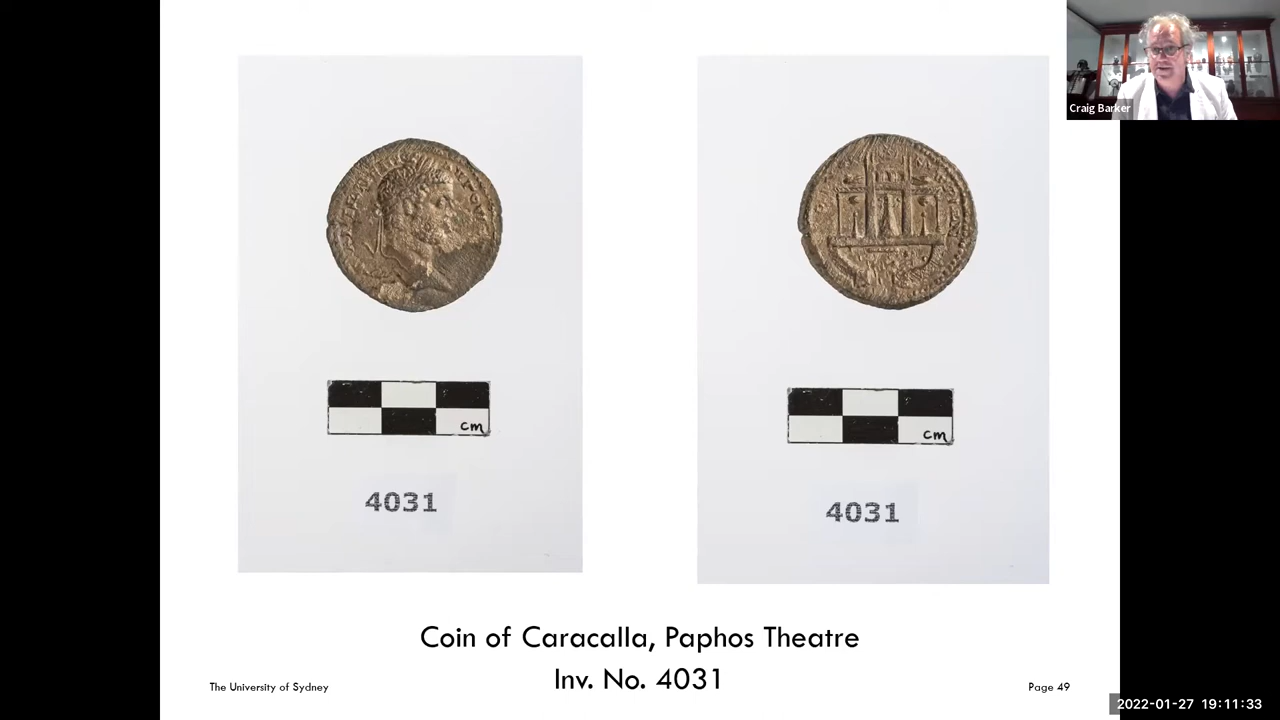 Craig Barker
cm
cm
4031
4031
Coin of Caracalla, Paphos Theatre
Inv. No. 4031
The University of Sydney
Page 49
2022-01-27 19:11:33